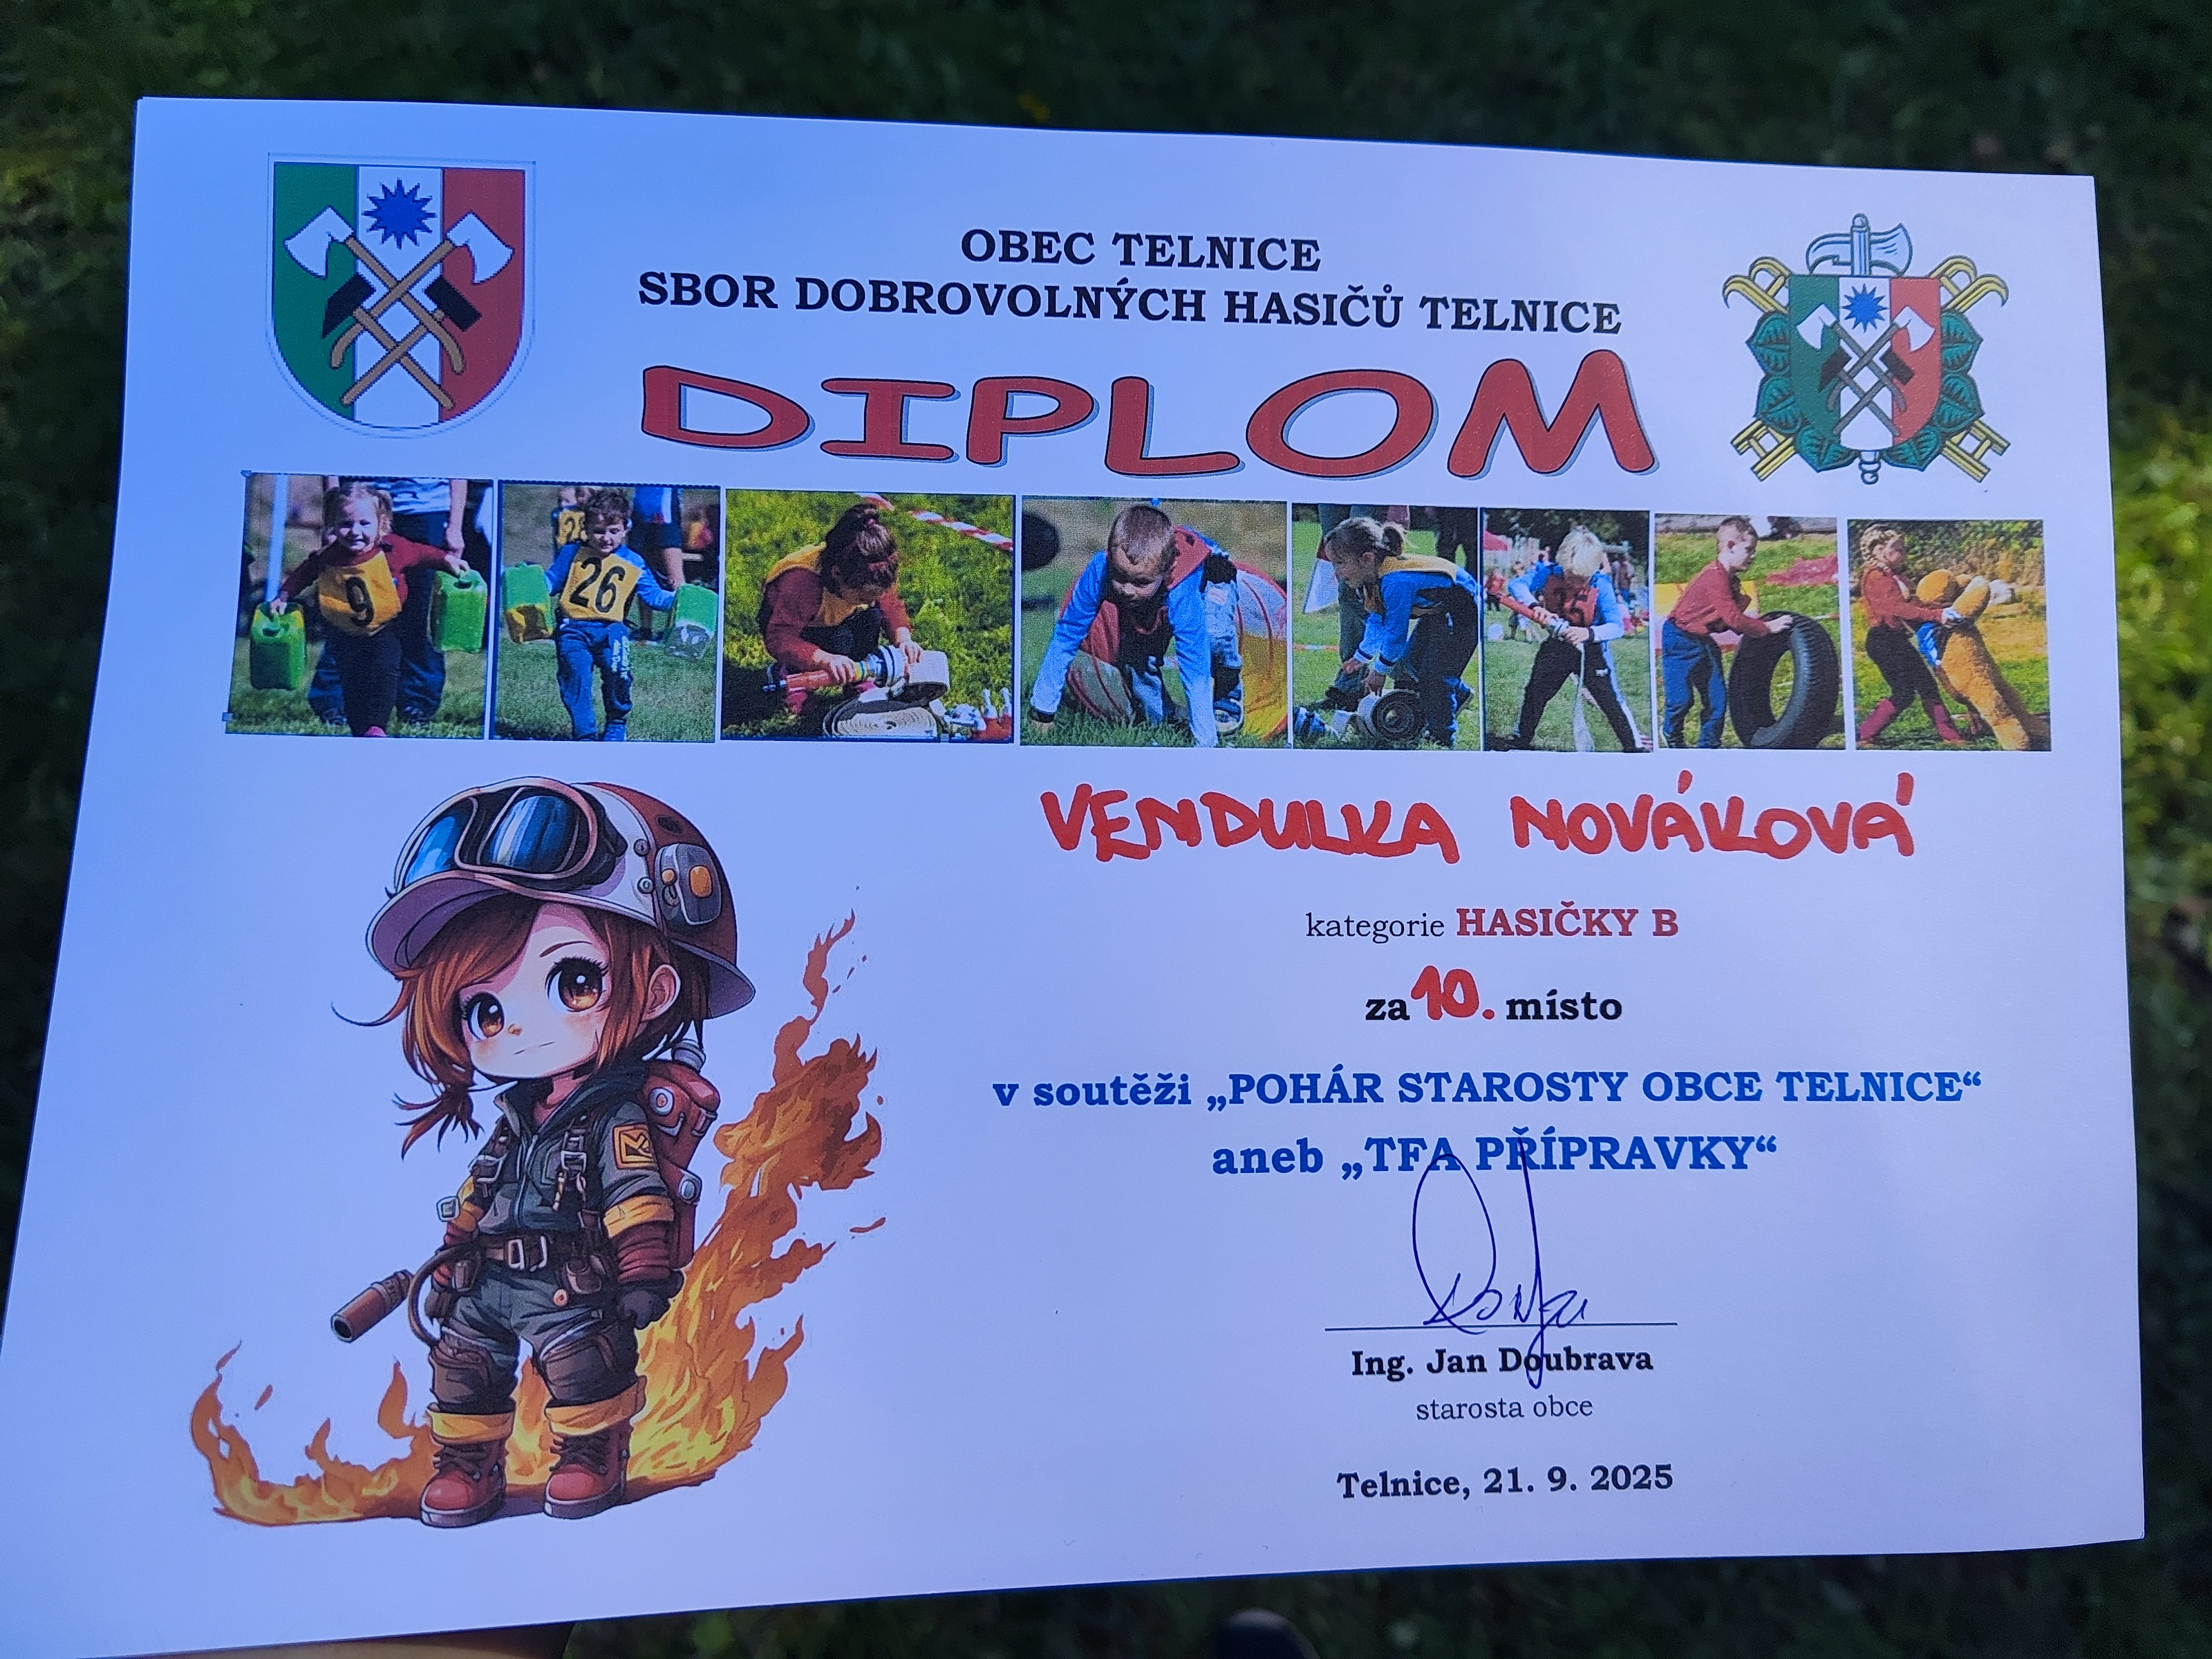 OBEC TELNICE
SBOR DOBROVOLNÝCH HASIČŮ TELNICE
DIPLOM
9
26
VENDULKA NOVÁKOVÁ
kategorie HASIČKY B
za 10. místo
v soutěži „POHÁR STAROSTY OBCE TELNICE“
aneb „TFA PŘÍPRAVKY“
Ing. Jan Doubrava
starosta obce
Telnice, 21. 9. 2025